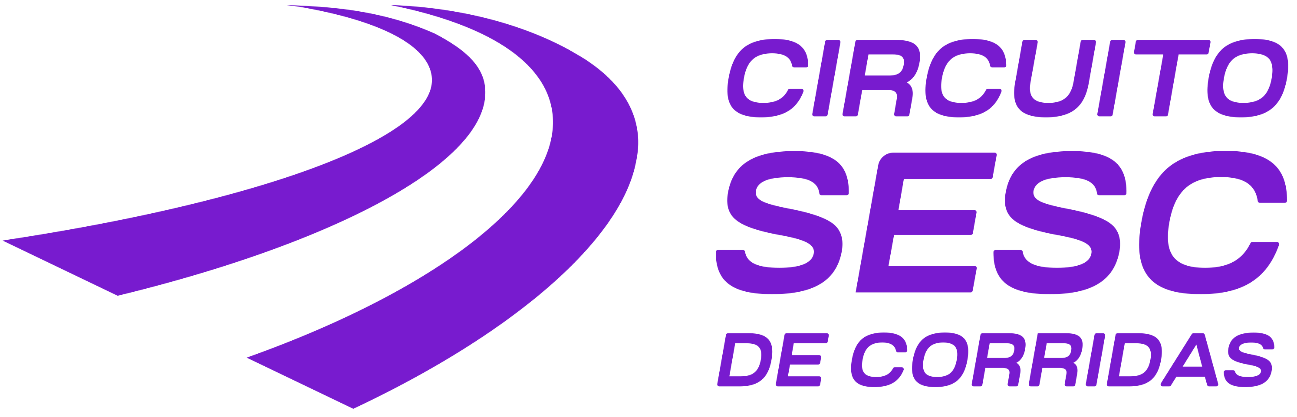 CIRCUITO
SESC
DE CORRIDAS